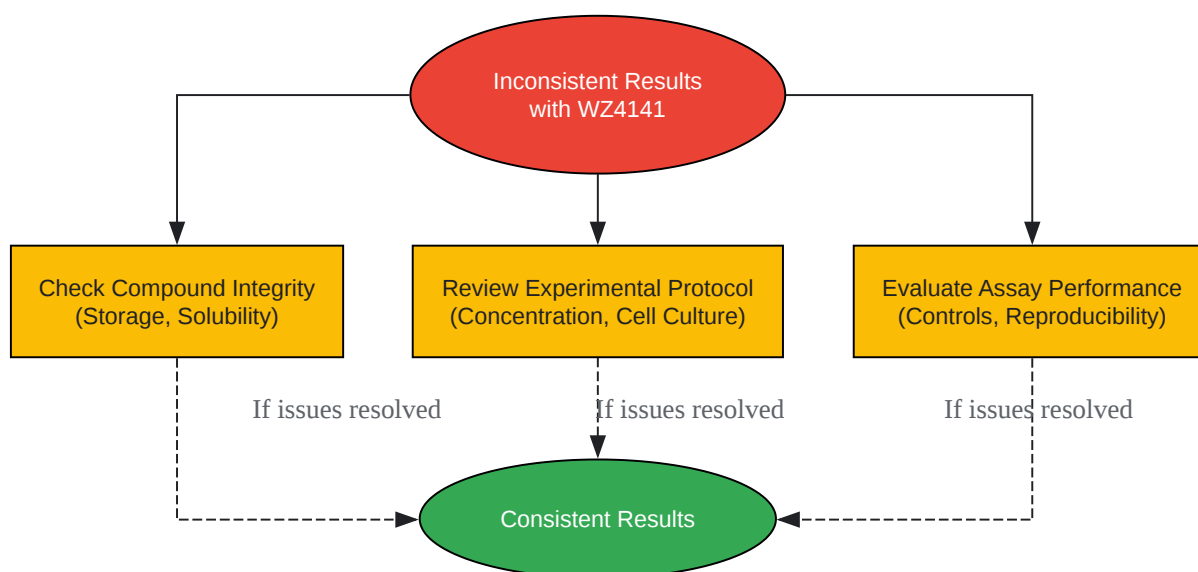 Inconsistent Results
with WZ4141
Check Compound Integrity
(Storage, Solubility)
Review Experimental Protocol
(Concentration, Cell Culture)
Evaluate Assay Performance
(Controls, Reproducibility)
If issues resolved
If issues resolved
If issues resolved
Consistent Results